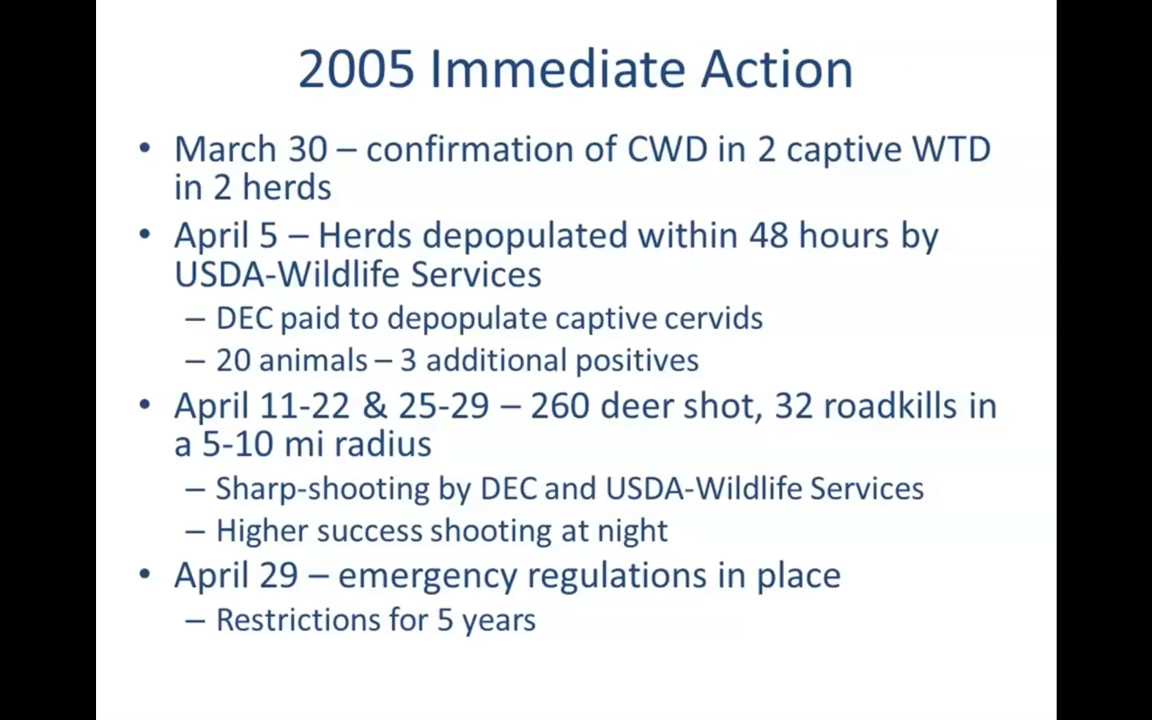 2005 Immediate Action
• March 30 – confirmation of CWD in 2 captive WTD
in 2 herds
• April 5 – Herds depopulated within 48 hours by
USDA-Wildlife Services
– DEC paid to depopulate captive cervids
– 20 animals – 3 additional positives
• April 11-22 & 25-29 – 260 deer shot, 32 roadkills in
a 5-10 mi radius
– Sharp-shooting by DEC and USDA-Wildlife Services
– Higher success shooting at night
• April 29 – emergency regulations in place
– Restrictions for 5 years